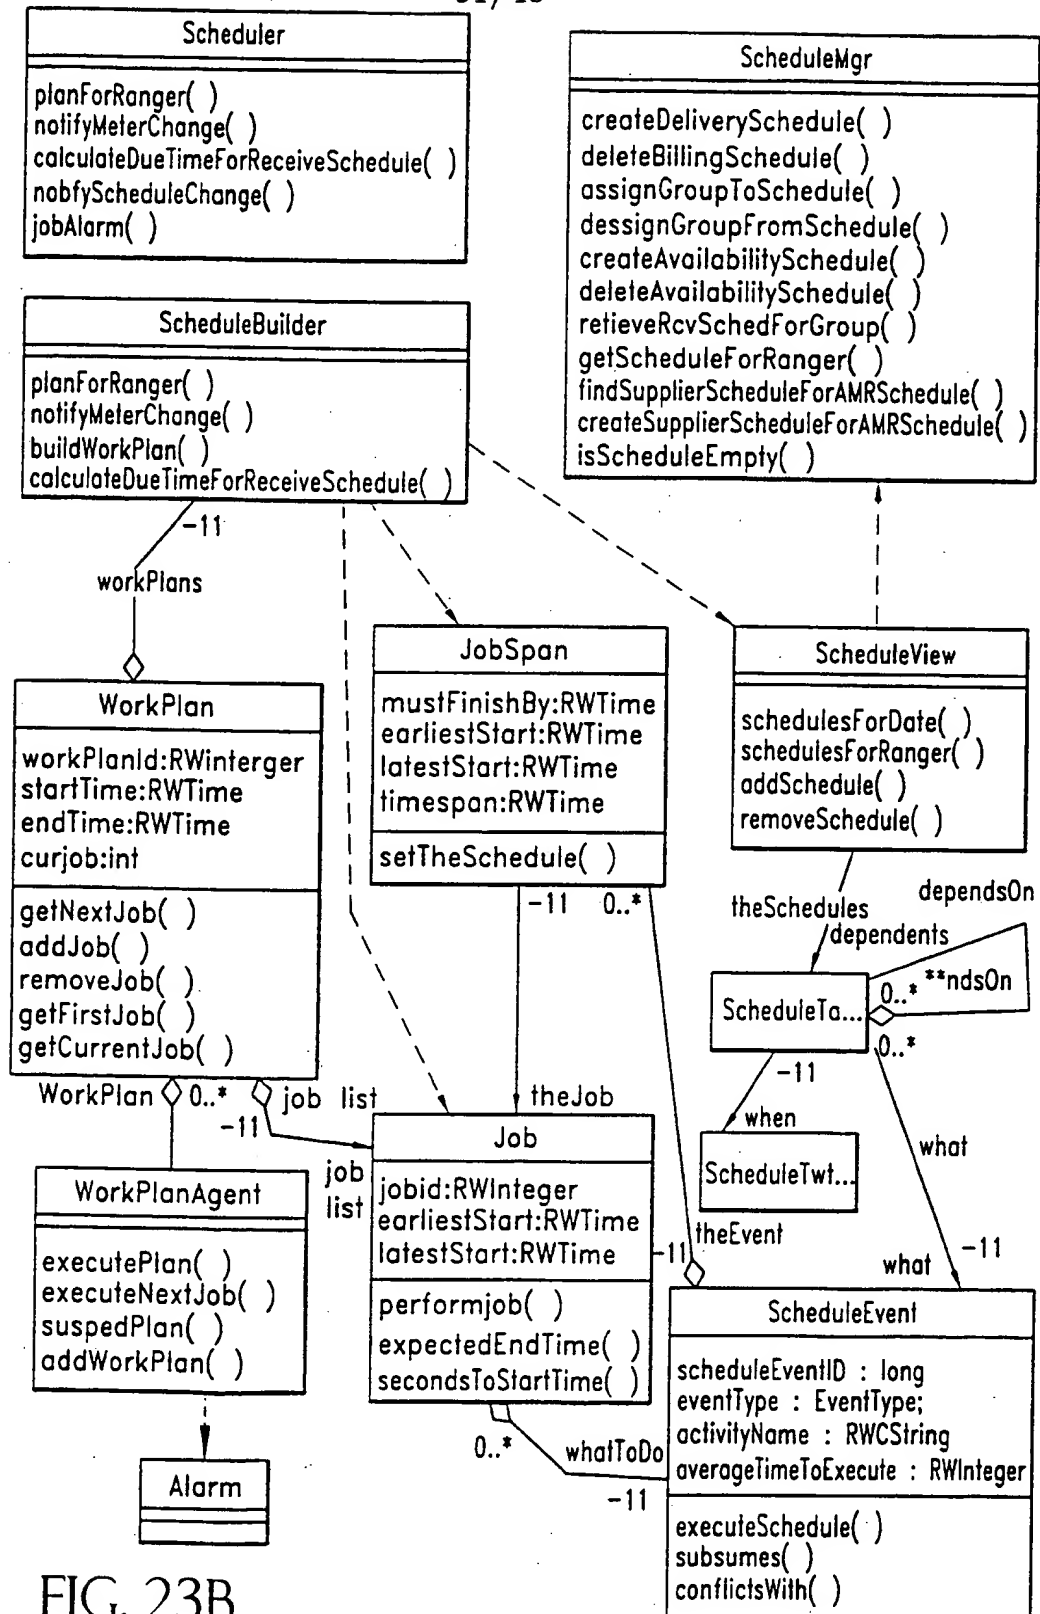 Scheduler
planForRanger( )
notifyMeterChange( )
calculateDueTimeForReceiveSchedule( )
nobfyScheduleChange( )
jobAlarm( )
ScheduleMgr
createDeliverySchedule( )
deleteBillingSchedule( )
assignGroupToSchedule( )
dessignGroupFromSchedule( )
createAvailabilitySchedule( )
deleteAvailabilitySchedule( )
retieveRcvSchedForGroup( )
getScheduleForRanger( )
findSupplierScheduleForAMRSchedule( )
createSupplierScheduleForAMRSchedule( )
isScheduleEmpty( )
ScheduleBuilder
planForRanger( )
notifyMeterChange( )
buildWorkPlan( )
calculateDueTimeForReceiveSchedule( )
-11
workPlans
WorkPlan
workPlanId:RWinterger
startTime:RWTime
endTime:RWTime
curjob:int
getNextJob( )
addJob( )
removeJob( )
getFirstJob( )
getCurrentJob( )
JobSpan
mustFinishBy:RWTime
earliestStart:RWTime
latestStart:RWTime
timespan:RWTime
setTheSchedule( )
ScheduleView
schedulesForDate( )
schedulesForRanger( )
addSchedule( )
removeSchedule( )
-11 0..*
theSchedules
dependsOn
dependents
0..* **ndsOn
ScheduleTa...
0..*
-11
when
ScheduleTwt...
what
WorkPlan 0..* job list
-11
theJob
job
list
Job
jobid:RWInteger
earliestStart:RWTime
latestStart:RWTime
performjob( )
expectedEndTime( )
secondsToStartTime( )
WorkPlanAgent
executePlan( )
executeNextJob( )
suspedPlan( )
addWorkPlan( )
theEvent
-11
what
-11
ScheduleEvent
scheduleEventID : long
eventType : EventType;
activityName : RWCString
averageTimeToExecute : RWInteger
executeSchedule( )
subsumes( )
conflictsWith( )
0..*
whatToDo
-11
Alarm
FIG. 23B